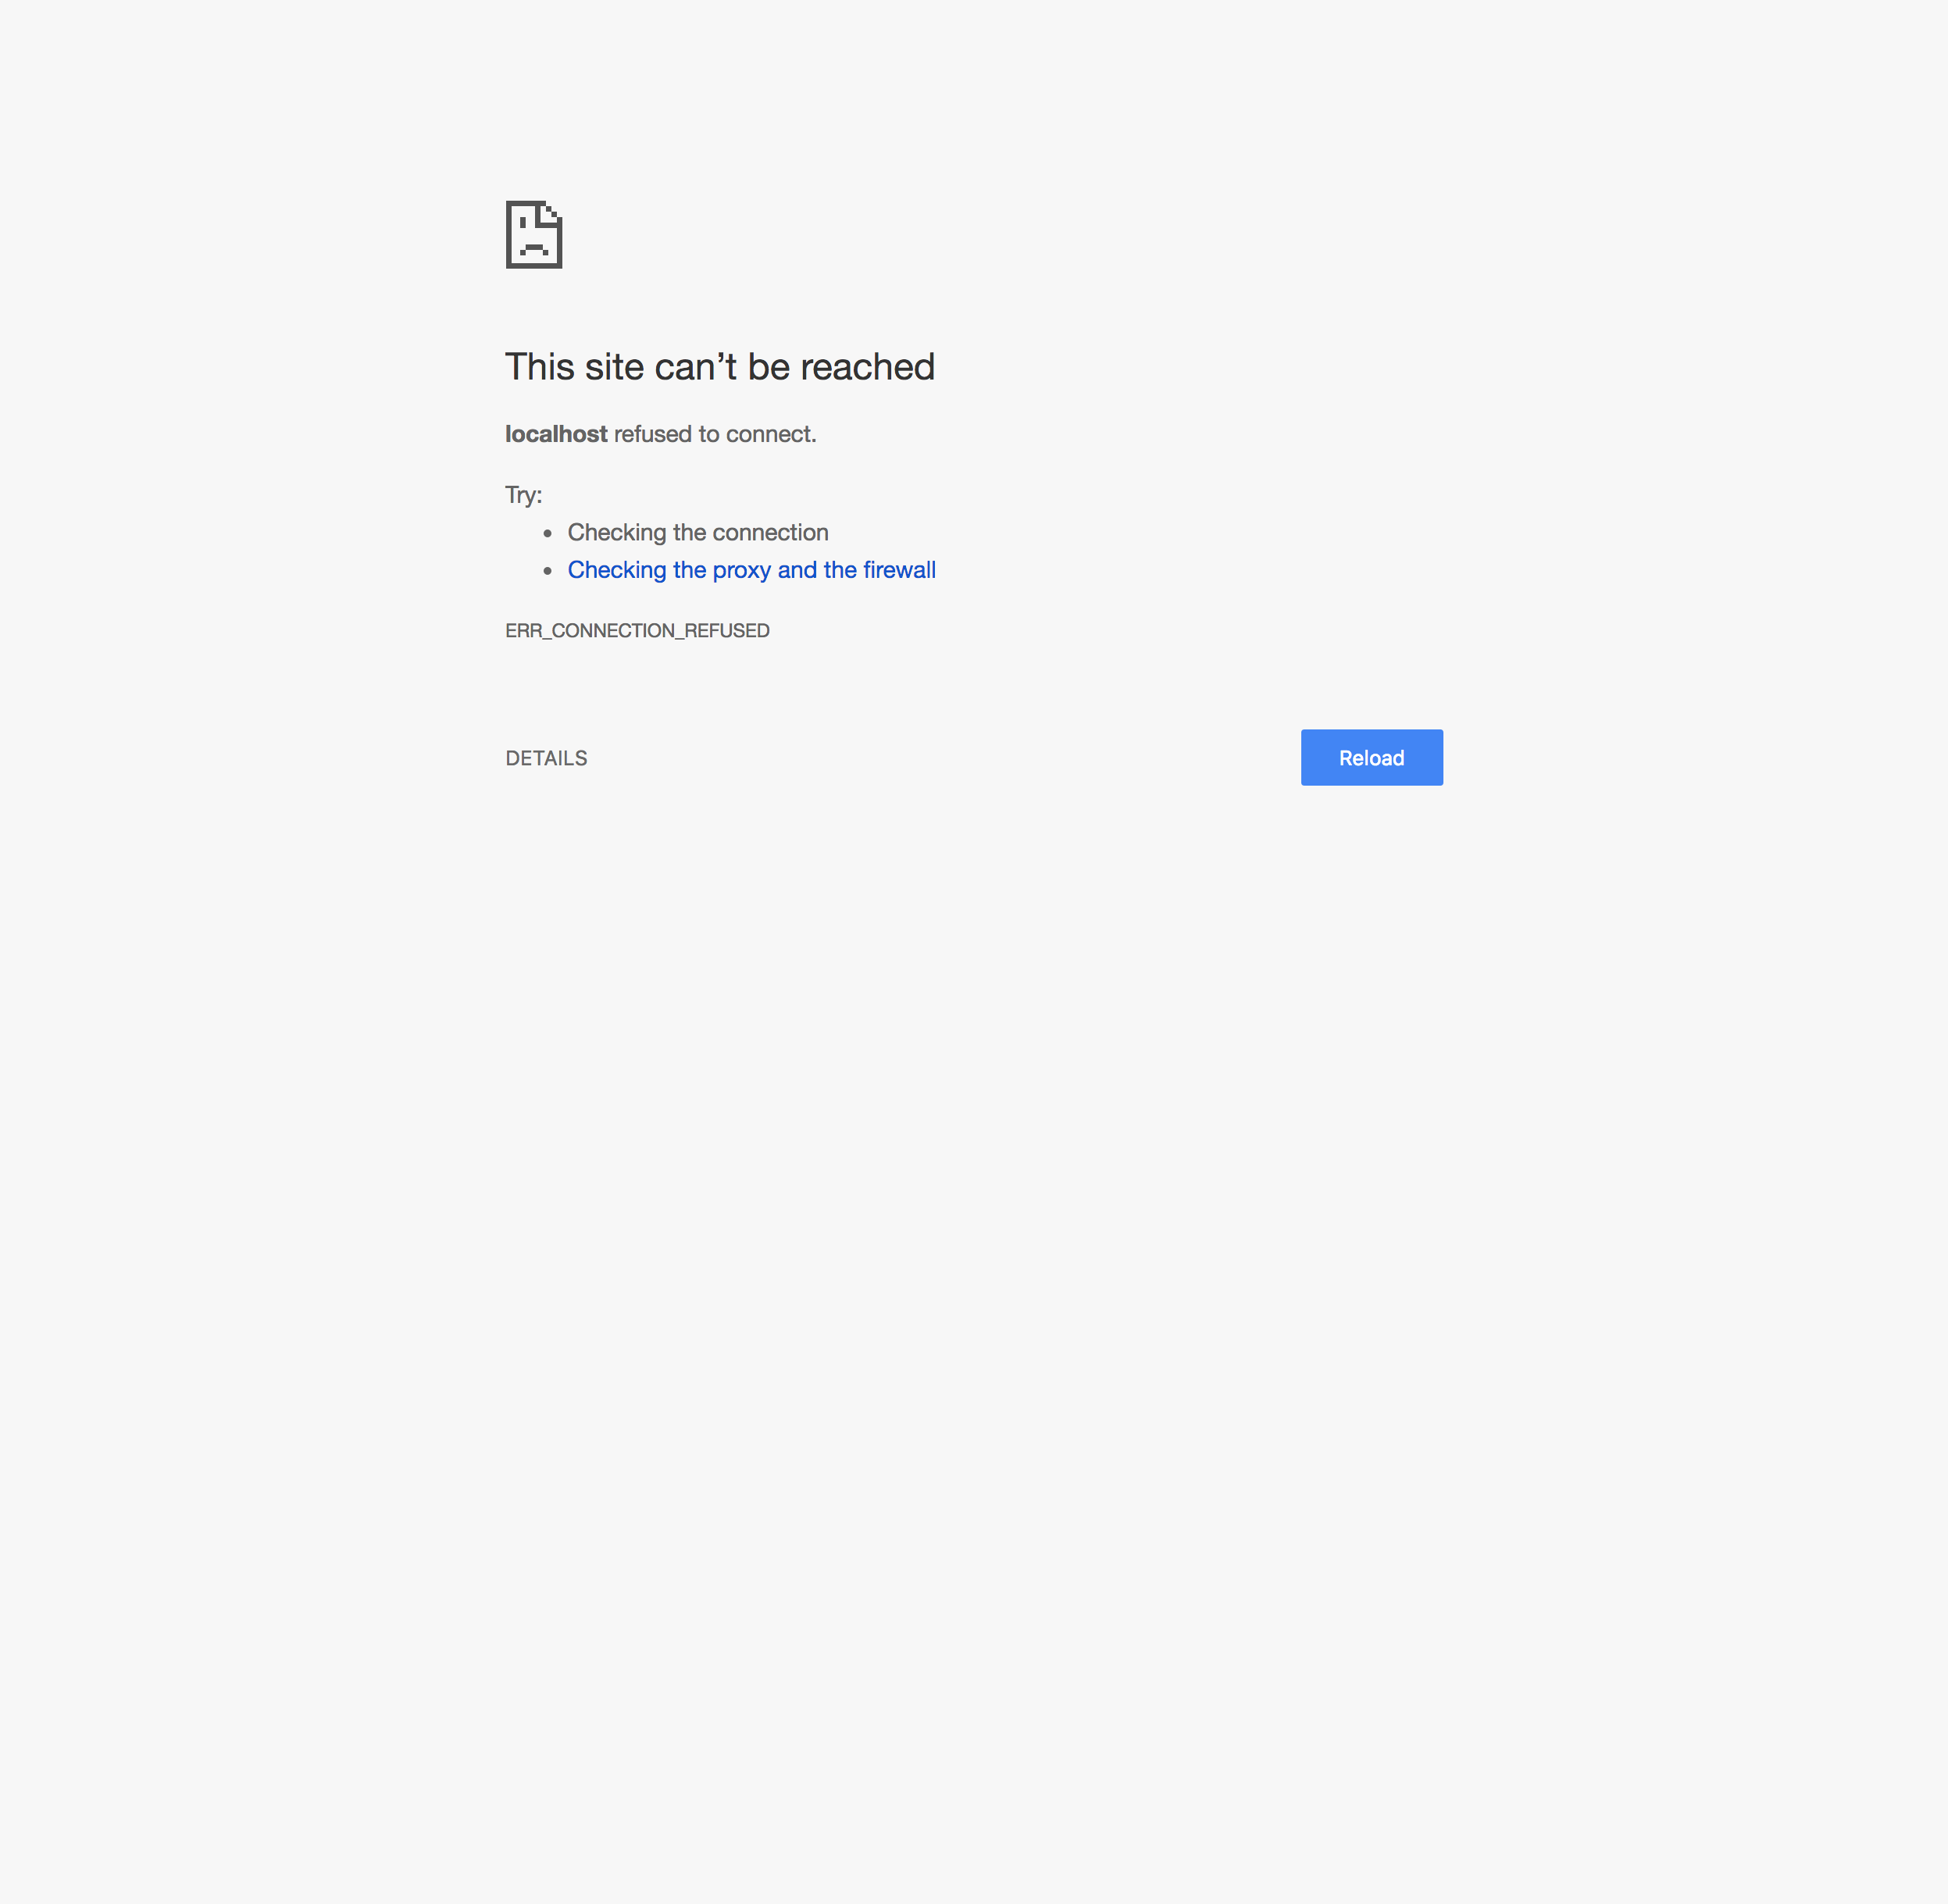 This site can’t be reached
localhost refused to connect.
Try:
Checking the connection
Checking the proxy and the firewall
ERR_CONNECTION_REFUSED
DETAILS
Reload